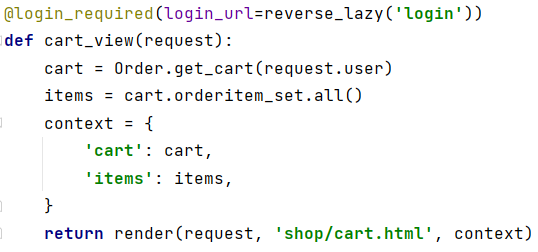 @login_required(login_url=reverse_lazy('login'))
def cart_view(request):
    cart = Order.get_cart(request.user)
    items = cart.orderitem_set.all()
    context = {
        'cart': cart,
        'items': items,
    }
    return render(request, 'shop/cart.html', context)